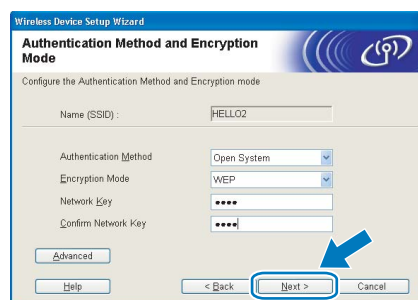 Wireless Device Setup Wizard
Authentication Method and Encryption
Mode
Configure the Authentication Method and Encryption mode
Name (SSID) : HELLO2
Authentication Method Open System
Encryption Mode WEP
Network Key ••••
Confirm Network Key ••••
Advanced
Help < Back Next > Cancel